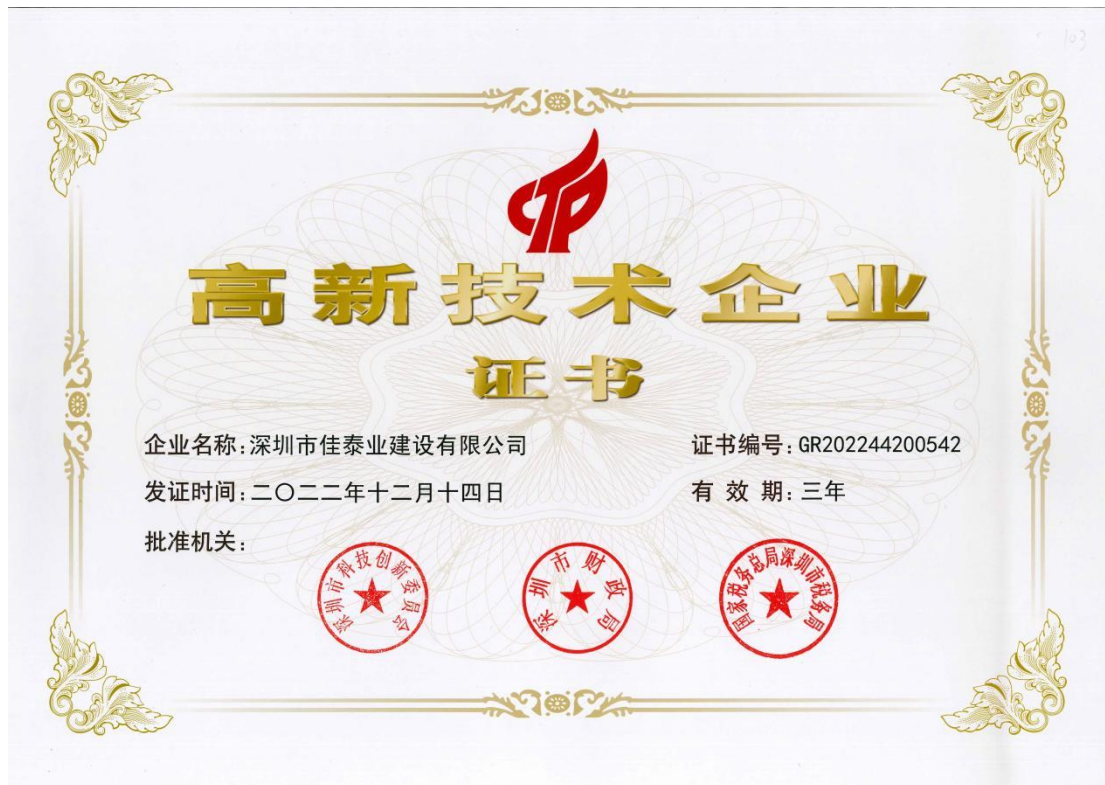 103
高新技术企业
证书
企业名称:深圳市佳泰业建设有限公司
证书编号:GR202244200542
发证时间:二〇二二年十二月十四日
有效期:三年
批准机关:
深圳市科技创新委员会
深圳市财政局
国家税务总局深圳市税务局